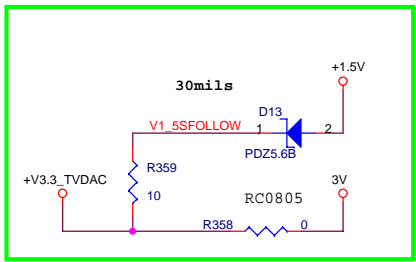 +1.5V
30mils
D13
V1_5SFOLLOW 1 2
PDZ5.6B
R359
+V3.3_TVDAC
3V
10
RC0805
R358 0